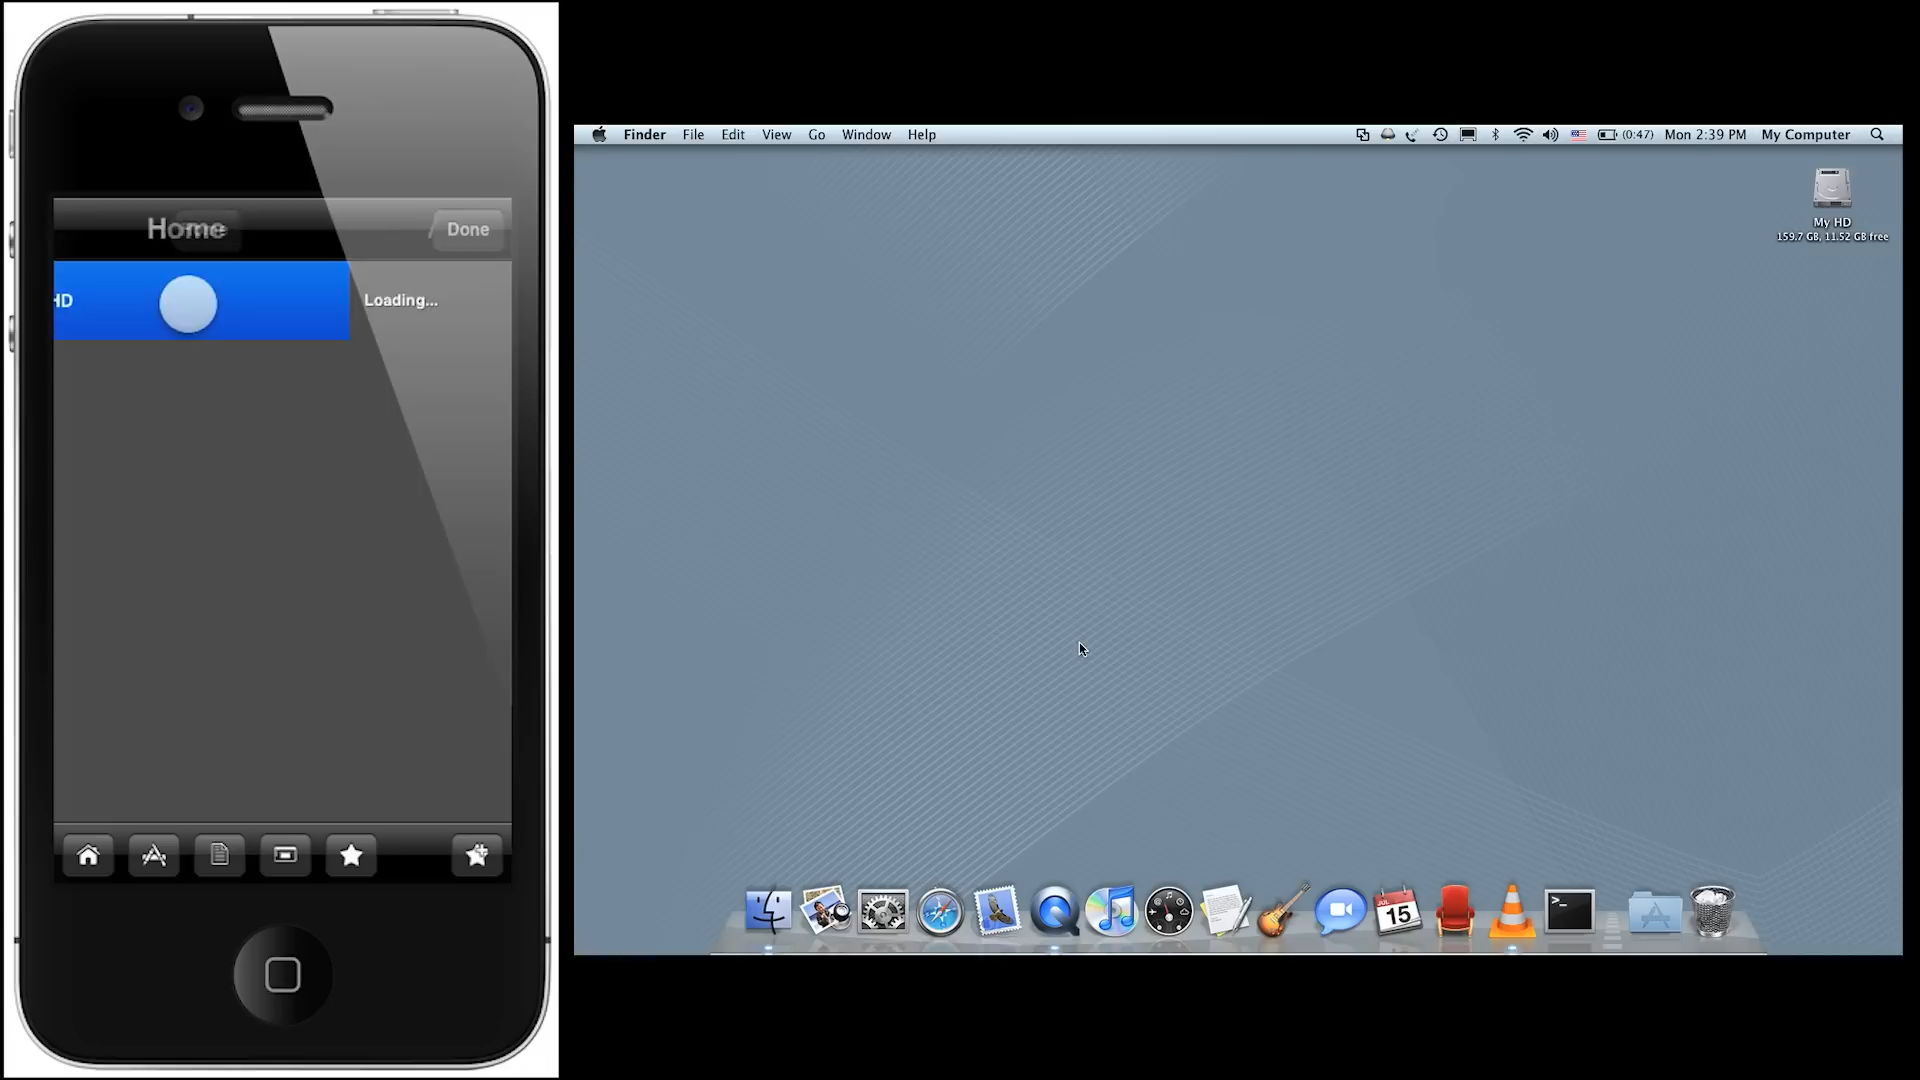 Home
Done
HD
Loading...
Finder File Edit View Go Window Help
(0:47) Mon 2:39 PM My Computer
My HD
159.7 GB, 11.52 GB free
JUL
15
>_